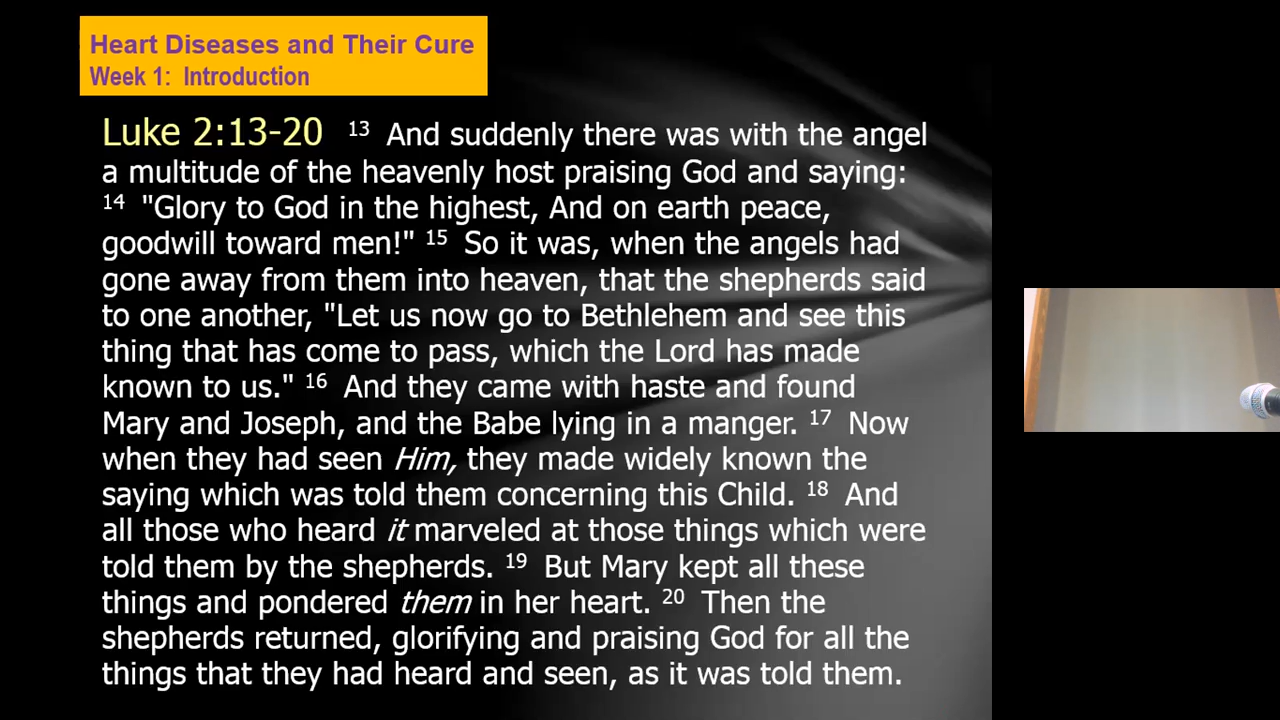 Heart Diseases and Their Cure
Week 1: Introduction
Luke 2:13-20 13 And suddenly there was with the angel
a multitude of the heavenly host praising God and saying:
14 "Glory to God in the highest, And on earth peace,
goodwill toward men!" 15 So it was, when the angels had
gone away from them into heaven, that the shepherds said
to one another, "Let us now go to Bethlehem and see this
thing that has come to pass, which the Lord has made
known to us." 16 And they came with haste and found
Mary and Joseph, and the Babe lying in a manger. 17 Now
when they had seen Him, they made widely known the
saying which was told them concerning this Child. 18 And
all those who heard it marveled at those things which were
told them by the shepherds. 19 But Mary kept all these
things and pondered them in her heart. 20 Then the
shepherds returned, glorifying and praising God for all the
things that they had heard and seen, as it was told them.